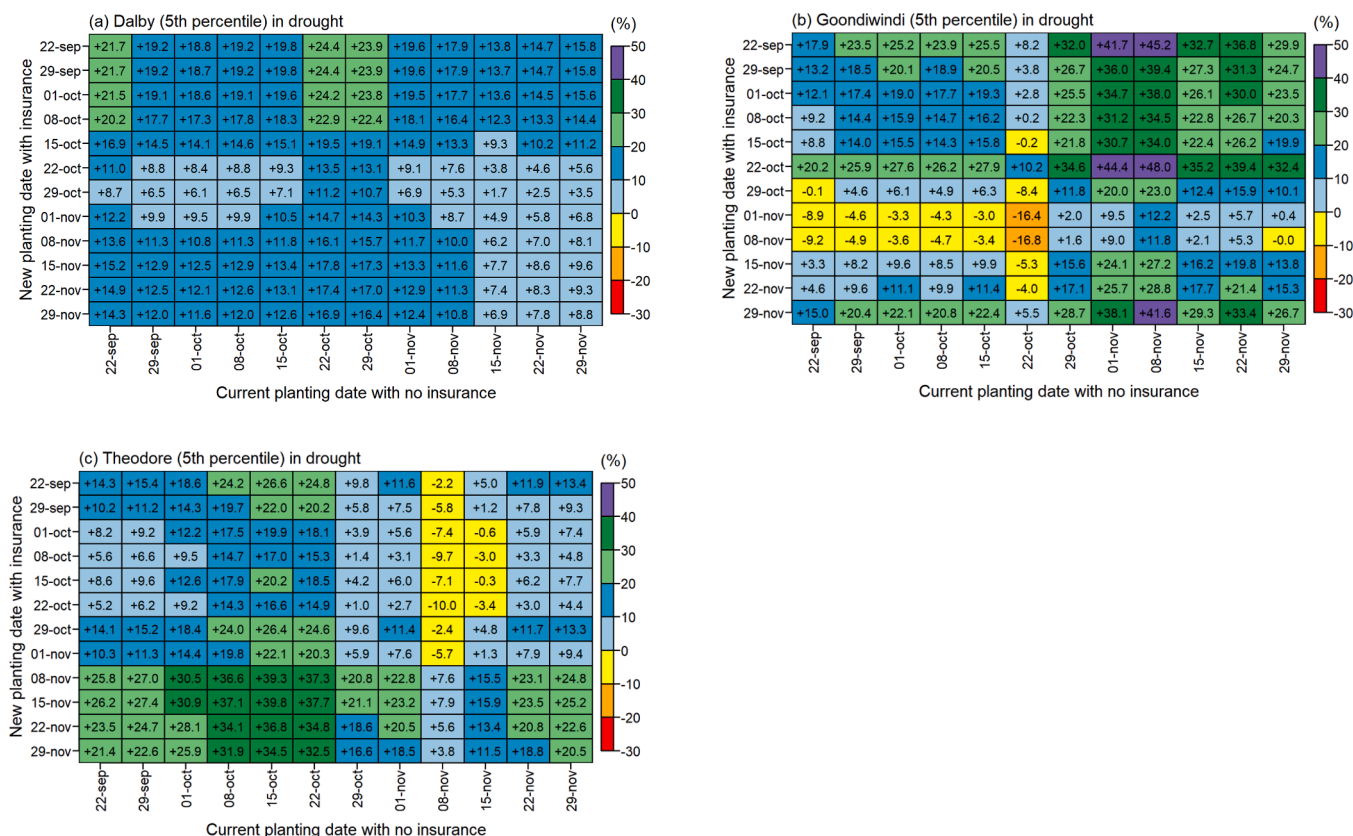 (a) Dalby (5th percentile) in drought
(%)
New planting date with insurance
22-sep +21.7 +19.2 +18.8 +19.2 +19.8 +24.4 +23.9 +19.6 +17.9 +13.8 +14.7 +15.8
29-sep +21.7 +19.2 +18.7 +19.2 +19.8 +24.4 +23.9 +19.6 +17.9 +13.7 +14.7 +15.8
01-oct +21.5 +19.1 +18.6 +19.1 +19.6 +24.2 +23.8 +19.5 +17.7 +13.6 +14.5 +15.6
08-oct +20.2 +17.7 +17.3 +17.8 +18.3 +22.9 +22.4 +18.1 +16.4 +12.3 +13.3 +14.4
15-oct +16.9 +14.5 +14.1 +14.6 +15.1 +19.5 +19.1 +14.9 +13.3 +9.3 +10.2 +11.2
22-oct +11.0 +8.8 +8.4 +8.8 +9.3 +13.5 +13.1 +9.1 +7.6 +3.8 +4.6 +5.6
29-oct +8.7 +6.5 +6.1 +6.5 +7.1 +11.2 +10.7 +6.9 +5.3 +1.7 +2.5 +3.5
01-nov +12.2 +9.9 +9.5 +9.9 +10.5 +14.7 +14.3 +10.3 +8.7 +4.9 +5.8 +6.8
08-nov +13.6 +11.3 +10.8 +11.3 +11.8 +16.1 +15.7 +11.7 +10.0 +6.2 +7.0 +8.1
15-nov +15.2 +12.9 +12.5 +12.9 +13.4 +17.8 +17.3 +13.3 +11.6 +7.7 +8.6 +9.6
22-nov +14.9 +12.5 +12.1 +12.6 +13.1 +17.4 +17.0 +12.9 +11.3 +7.4 +8.3 +9.3
29-nov +14.3 +12.0 +11.6 +12.0 +12.6 +16.9 +16.4 +12.4 +10.8 +6.9 +7.8 +8.8
22-sep 29-sep 01-oct 08-oct 15-oct 22-oct 29-oct 01-nov 08-nov 15-nov 22-nov 29-nov
Current planting date with no insurance
50
40
30
20
10
0
-10
-20
-30
(b) Goondiwindi (5th percentile) in drought
(%)
New planting date with insurance
22-sep +17.9 +23.5 +25.2 +23.9 +25.5 +8.2 +32.0 +41.7 +45.2 +32.7 +36.8 +29.9
29-sep +13.2 +18.5 +20.1 +18.9 +20.5 +3.8 +26.7 +36.0 +39.4 +27.3 +31.3 +24.7
01-oct +12.1 +17.4 +19.0 +17.7 +19.3 +2.8 +25.5 +34.7 +38.0 +26.1 +30.0 +23.5
08-oct +9.2 +14.4 +15.9 +14.7 +16.2 +0.2 +22.3 +31.2 +34.5 +22.8 +26.7 +20.3
15-oct +8.8 +14.0 +15.5 +14.3 +15.8 -0.2 +21.8 +30.7 +34.0 +22.4 +26.2 +19.9
22-oct +20.2 +25.9 +27.6 +26.2 +27.9 +10.2 +34.6 +44.4 +48.0 +35.2 +39.4 +32.4
29-oct -0.1 +4.6 +6.1 +4.9 +6.3 -8.4 +11.8 +20.0 +23.0 +12.4 +15.9 +10.1
01-nov -8.9 -4.6 -3.3 -4.3 -3.0 -16.4 +2.0 +9.5 +12.2 +2.5 +5.7 +0.4
08-nov -9.2 -4.9 -3.6 -4.7 -3.4 -16.8 +1.6 +9.0 +11.8 +2.1 +5.3 -0.0
15-nov +3.3 +8.2 +9.6 +8.5 +9.9 -5.3 +15.6 +24.1 +27.2 +16.2 +19.8 +13.8
22-nov +4.6 +9.6 +11.1 +9.9 +11.4 -4.0 +17.1 +25.7 +28.8 +17.7 +21.4 +15.3
29-nov +15.0 +20.4 +22.1 +20.8 +22.4 +5.5 +28.7 +38.1 +41.6 +29.3 +33.4 +26.7
22-sep 29-sep 01-oct 08-oct 15-oct 22-oct 29-oct 01-nov 08-nov 15-nov 22-nov 29-nov
Current planting date with no insurance
50
40
30
20
10
0
-10
-20
-30
(c) Theodore (5th percentile) in drought
(%)
New planting date with insurance
22-sep +14.3 +15.4 +18.6 +24.2 +26.6 +24.8 +9.8 +11.6 -2.2 +5.0 +11.9 +13.4
29-sep +10.2 +11.2 +14.3 +19.7 +22.0 +20.2 +5.8 +7.5 -5.8 +1.2 +7.8 +9.3
01-oct +8.2 +9.2 +12.2 +17.5 +19.9 +18.1 +3.9 +5.6 -7.4 -0.6 +5.9 +7.4
08-oct +5.6 +6.6 +9.5 +14.7 +17.0 +15.3 +1.4 +3.1 -9.7 -3.0 +3.3 +4.8
15-oct +8.6 +9.6 +12.6 +17.9 +20.2 +18.5 +4.2 +6.0 -7.1 -0.3 +6.2 +7.7
22-oct +5.2 +6.2 +9.2 +14.3 +16.6 +14.9 +1.0 +2.7 -10.0 -3.4 +3.0 +4.4
29-oct +14.1 +15.2 +18.4 +24.0 +26.4 +24.6 +9.6 +11.4 -2.4 +4.8 +11.7 +13.3
01-nov +10.3 +11.3 +14.4 +19.8 +22.1 +20.3 +5.9 +7.6 -5.7 +1.3 +7.9 +9.4
08-nov +25.8 +27.0 +30.5 +36.6 +39.3 +37.3 +20.8 +22.8 +7.6 +15.5 +23.1 +24.8
15-nov +26.2 +27.4 +30.9 +37.1 +39.8 +37.7 +21.1 +23.2 +7.9 +15.9 +23.5 +25.2
22-nov +23.5 +24.7 +28.1 +34.1 +36.8 +34.8 +18.6 +20.5 +5.6 +13.4 +20.8 +22.6
29-nov +21.4 +22.6 +25.9 +31.9 +34.5 +32.5 +16.6 +18.5 +3.8 +11.5 +18.8 +20.5
22-sep 29-sep 01-oct 08-oct 15-oct 22-oct 29-oct 01-nov 08-nov 15-nov 22-nov 29-nov
Current planting date with no insurance
50
40
30
20
10
0
-10
-20
-30